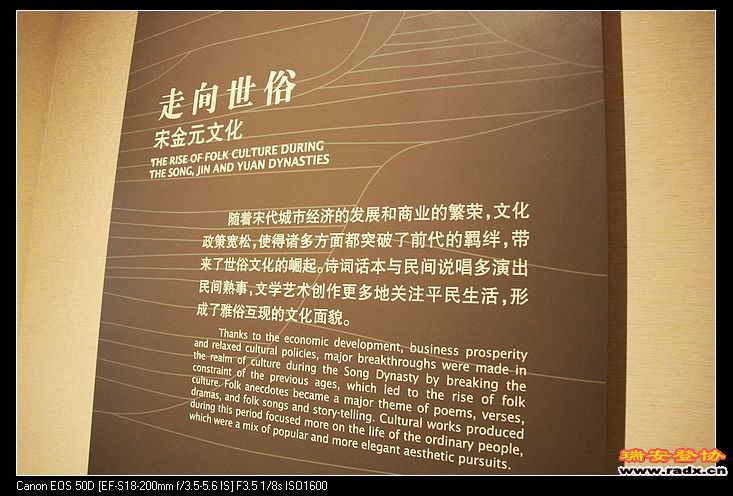 走向世俗
宋金元文化
THE RISE OF FOLK CULTURE DURING
THE SONG, JIN AND YUAN DYNASTIES
随着宋代城市经济的发展和商业的繁荣，文化
政策宽松，使得诸多方面都突破了前代的羁绊，带
来了世俗文化的崛起。诗词话本与民间说唱多演出
民间熟事，文学艺术创作更多地关注平民生活，形
成了雅俗互现的文化面貌。
Thanks to the economic development, business prosperity
and relaxed cultural policies, major breakthroughs were made in
the realm of culture during the Song Dynasty by breaking the
constraint of the previous ages, which led to the rise of folk
culture. Folk anecdotes became a major theme of poems, verses,
dramas, and folk songs and story-telling. Cultural works produced
during this period focused more on the life of the ordinary people,
which were a mix of popular and more elegant aesthetic pursuits.
瑞安登协
www.radx.cn
Canon EOS 50D [EF-S18-200mm f/3.5-5.6 IS] F3.5 1/8s ISO1600